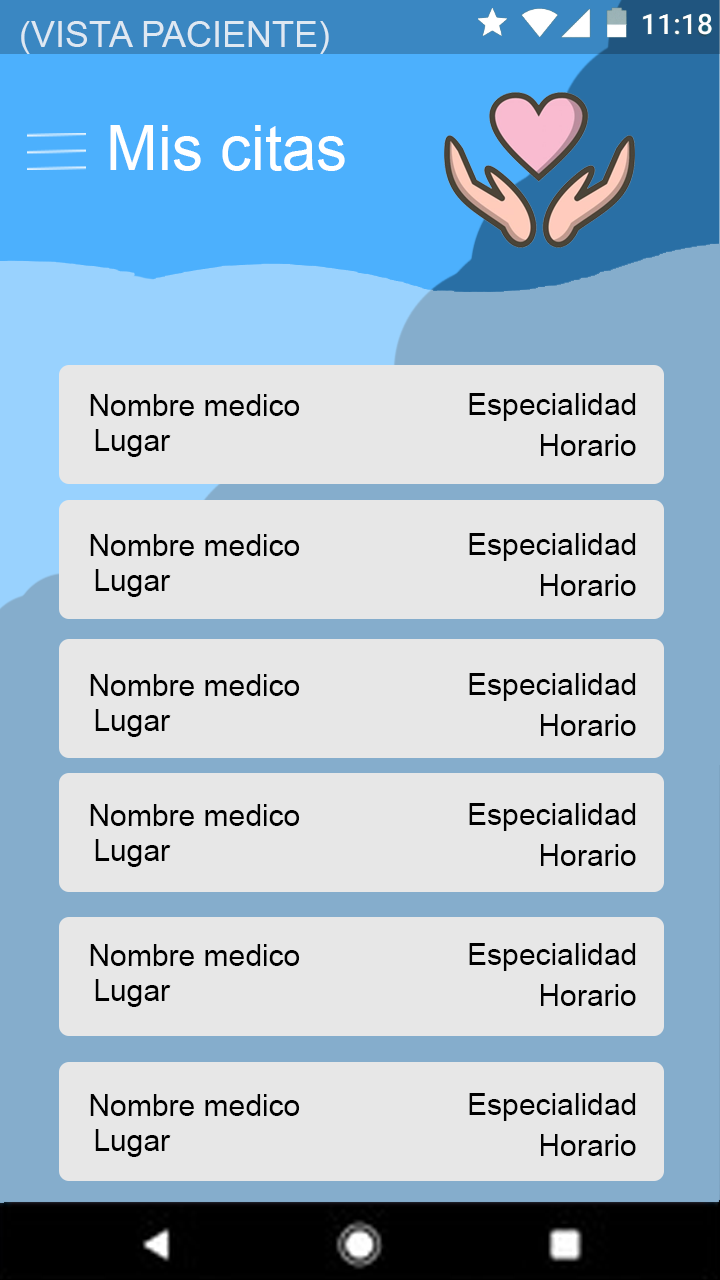 (VISTA PACIENTE)
11:18
Mis citas
Nombre medico
Especialidad
Lugar
Horario
Nombre medico
Especialidad
Lugar
Horario
Nombre medico
Especialidad
Lugar
Horario
Nombre medico
Especialidad
Lugar
Horario
Nombre medico
Especialidad
Lugar
Horario
Nombre medico
Especialidad
Lugar
Horario